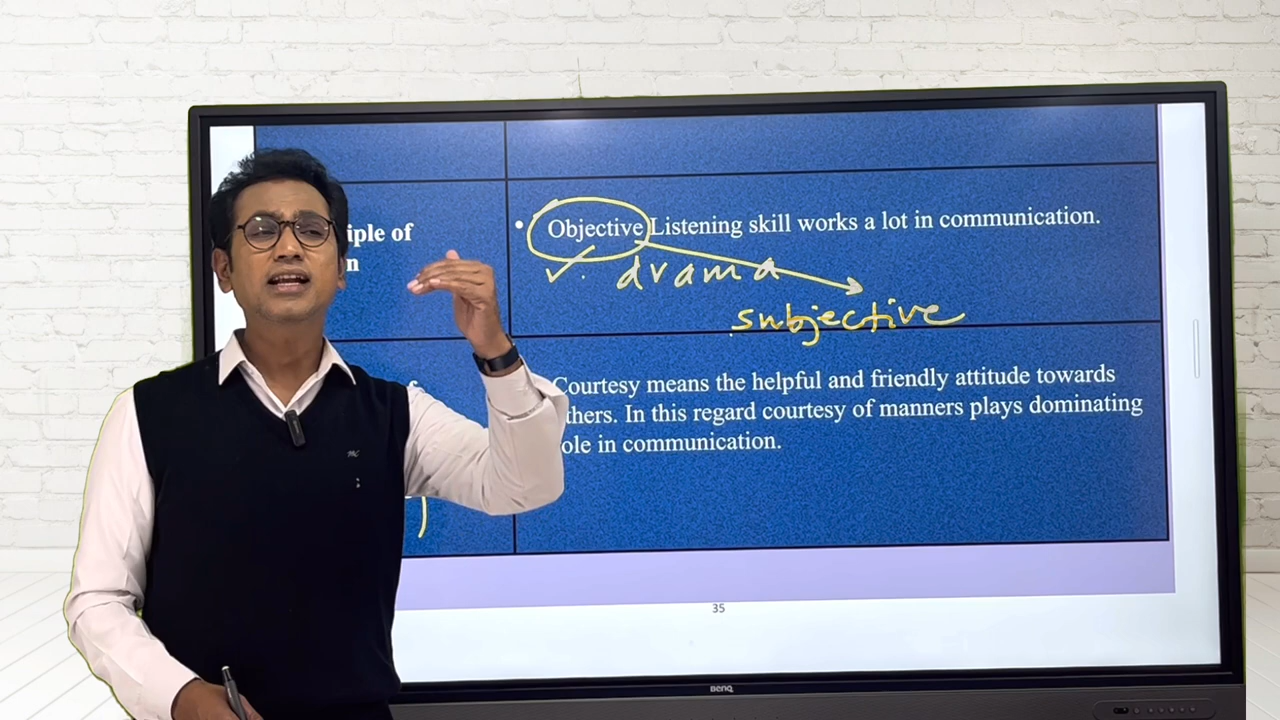 iple of
n
• Objective Listening skill works a lot in communication.
✓. drama
subjective
Courtesy means the helpful and friendly attitude towards
thers. In this regard courtesy of manners plays dominating
ole in communication.
35
BenQ